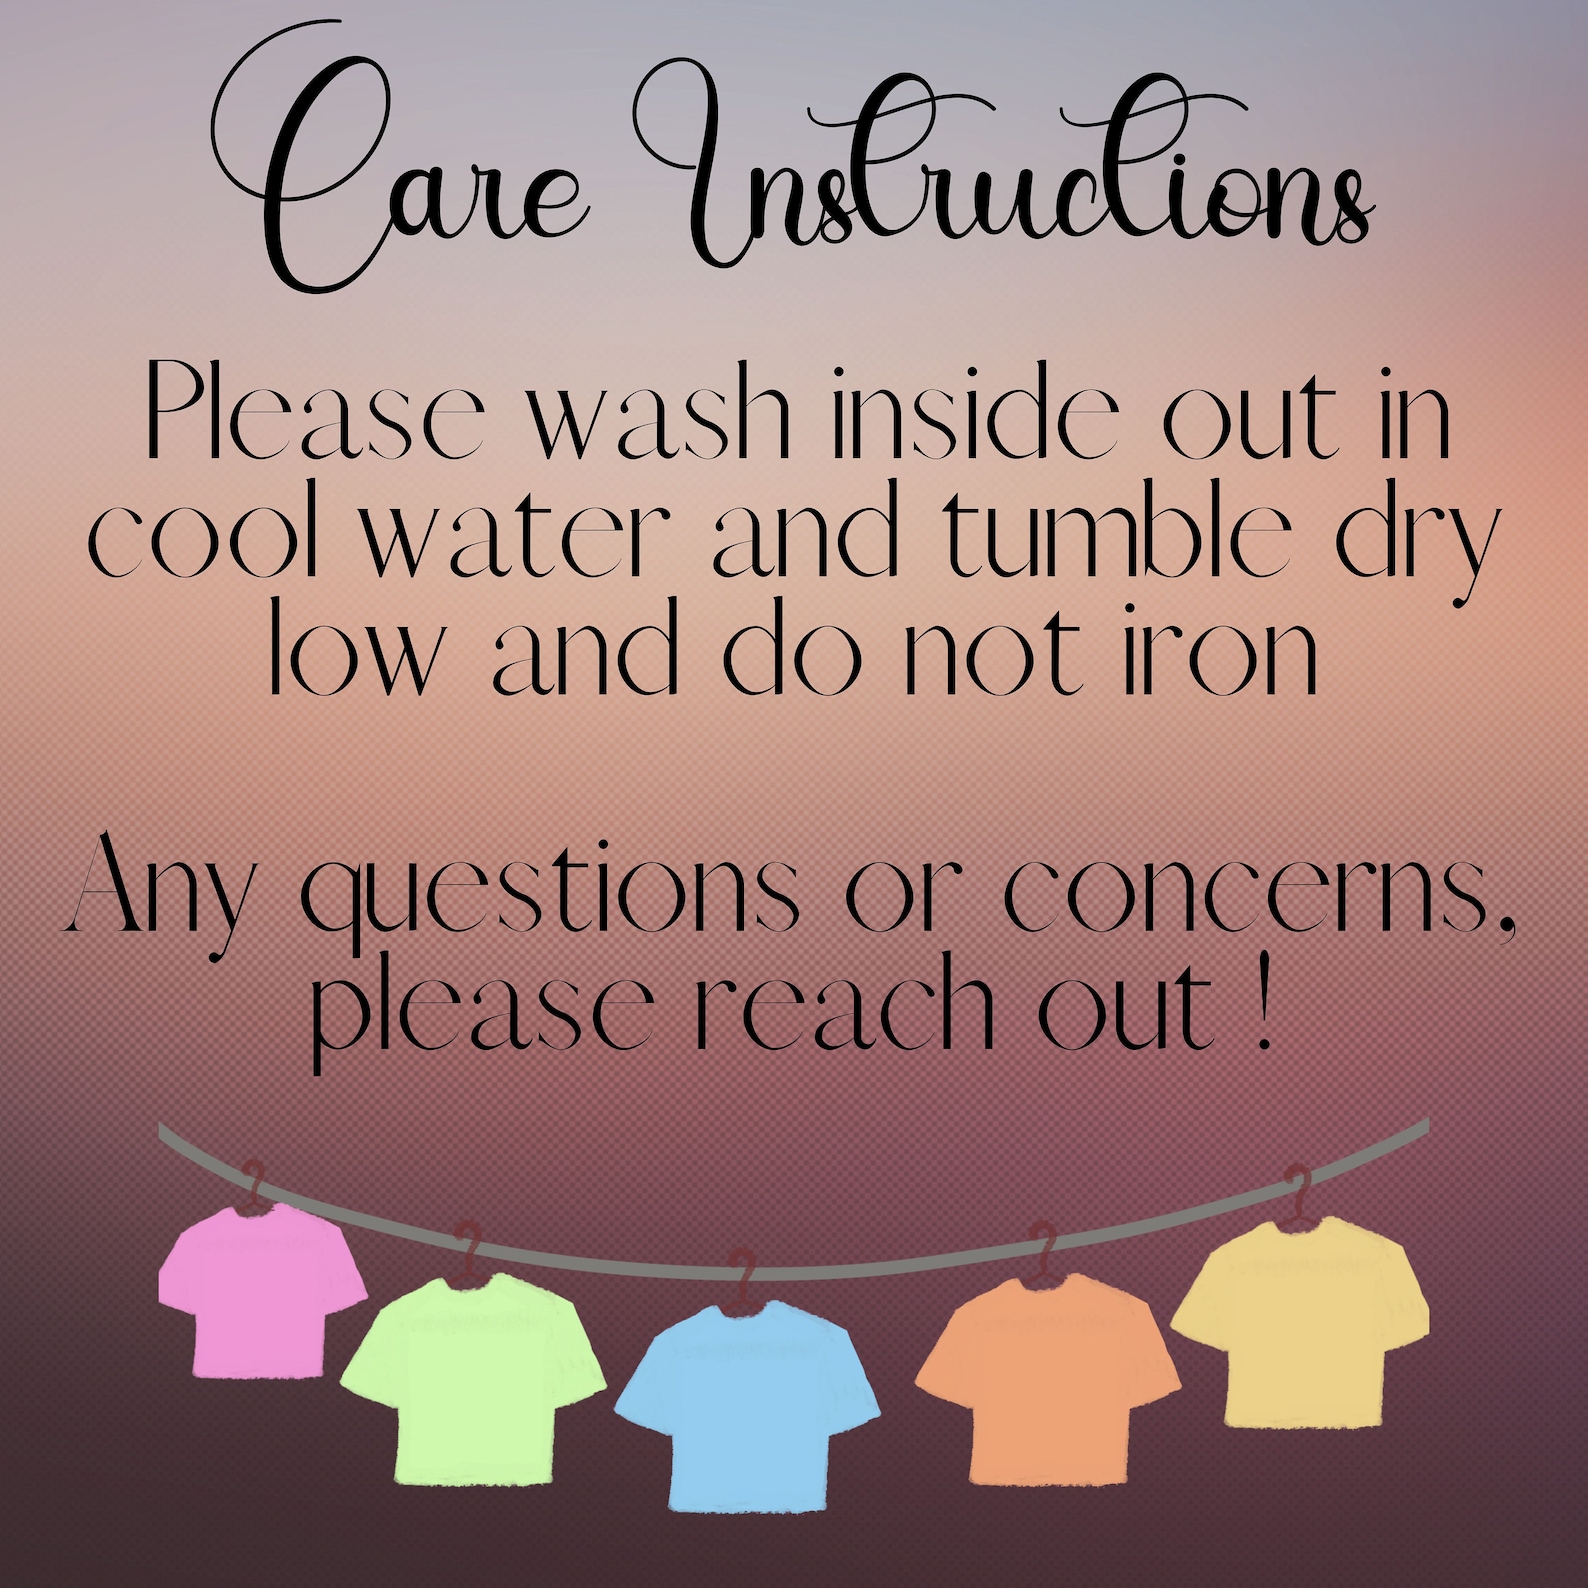 Care Instructions
Please wash inside out in
cool water and tumble dry
low and do not iron
Any questions or concerns,
please reach out !